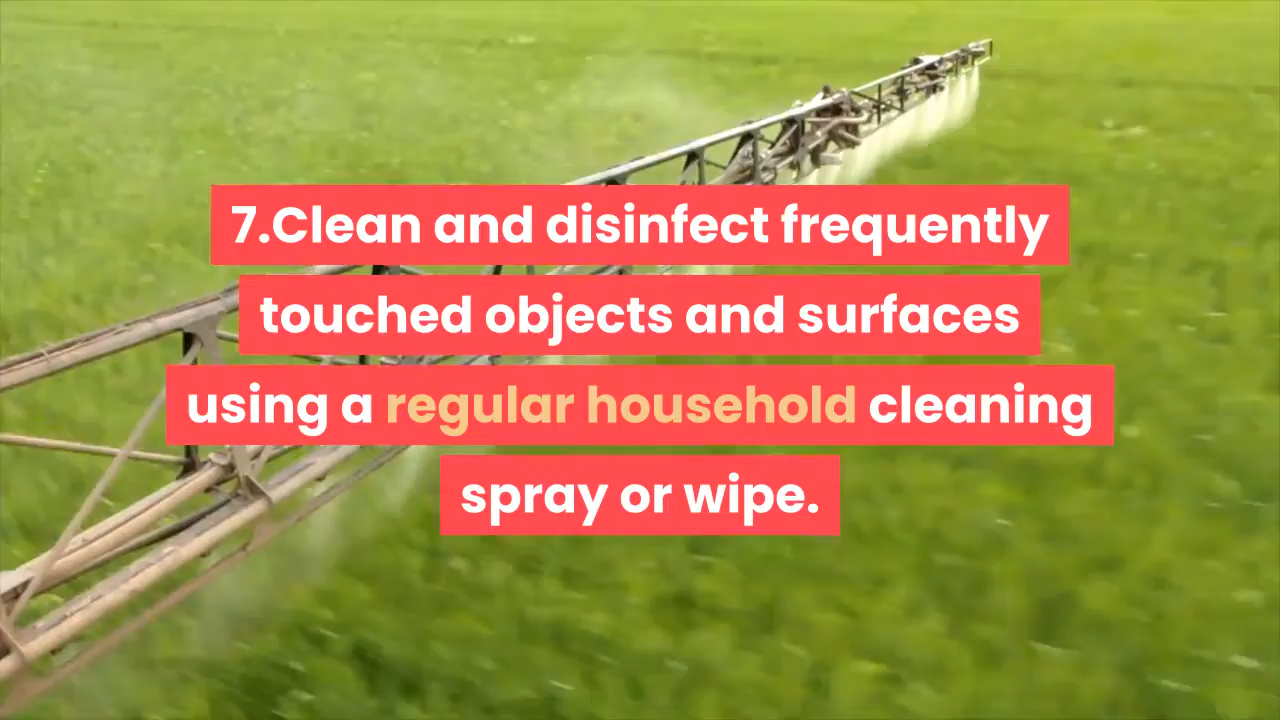 7.Clean and disinfect frequently
touched objects and surfaces
using a regular household cleaning
spray or wipe.